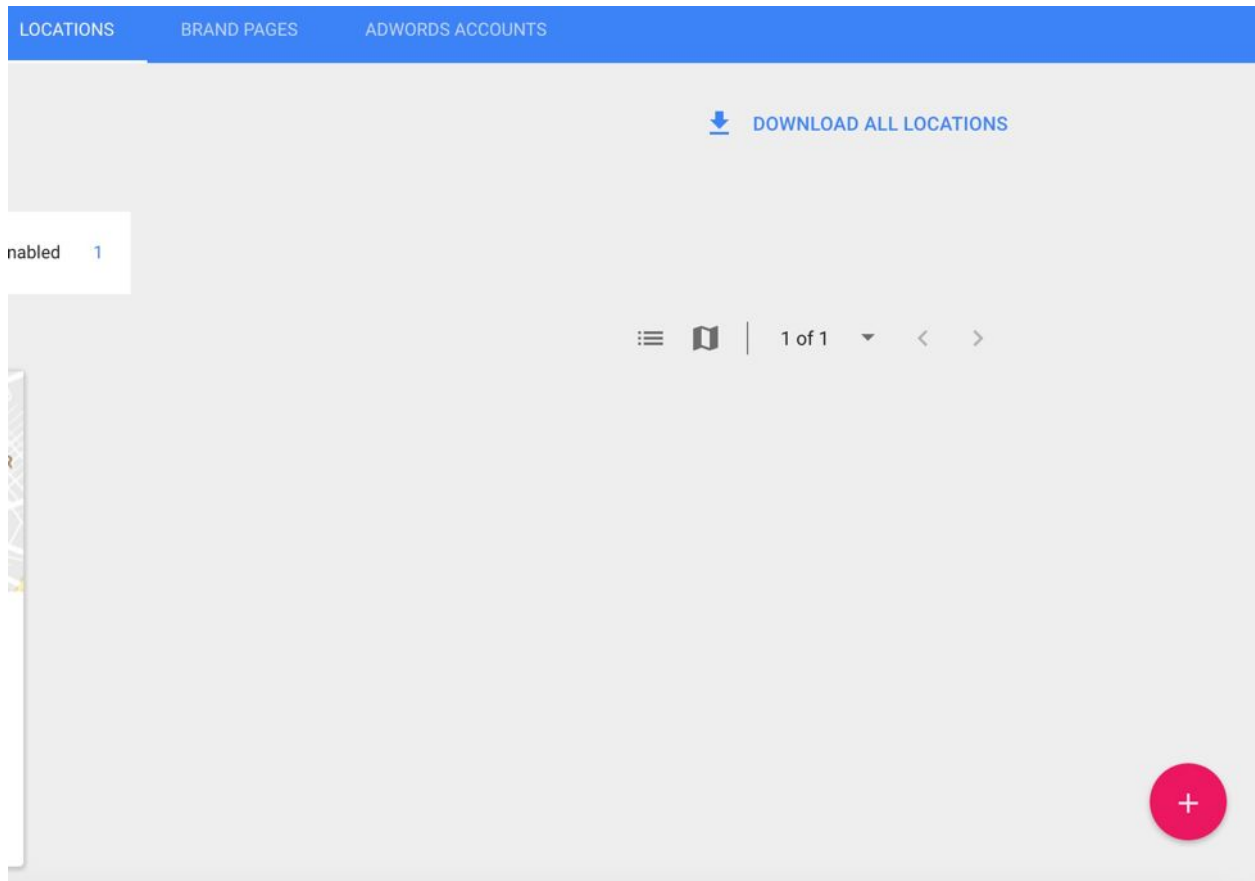 LOCATIONS BRAND PAGES ADWORDS ACCOUNTS
DOWNLOAD ALL LOCATIONS
nabled 1
1 of 1